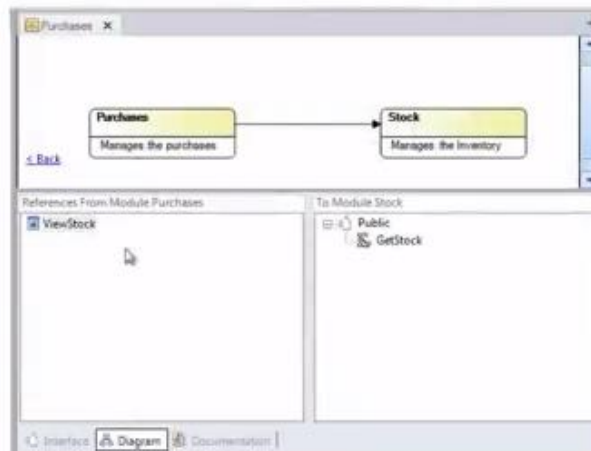 Purchases
Purchases
Stock
Manages the purchases
Manages the Inventory
< Back
References From Module Purchases
To Module Stock
ViewStock
Public
GetStock
Interface
Diagram
Documentation